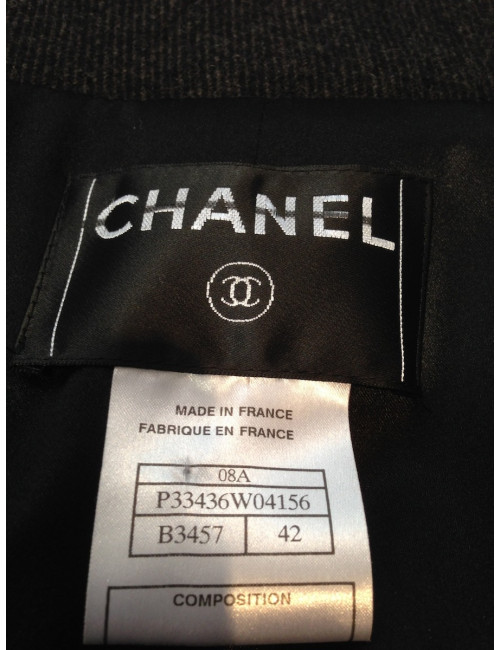 CHANEL
MADE IN FRANCE
FABRIQUE EN FRANCE
08A
P33436W04156
B3457 42
COMPOSITION